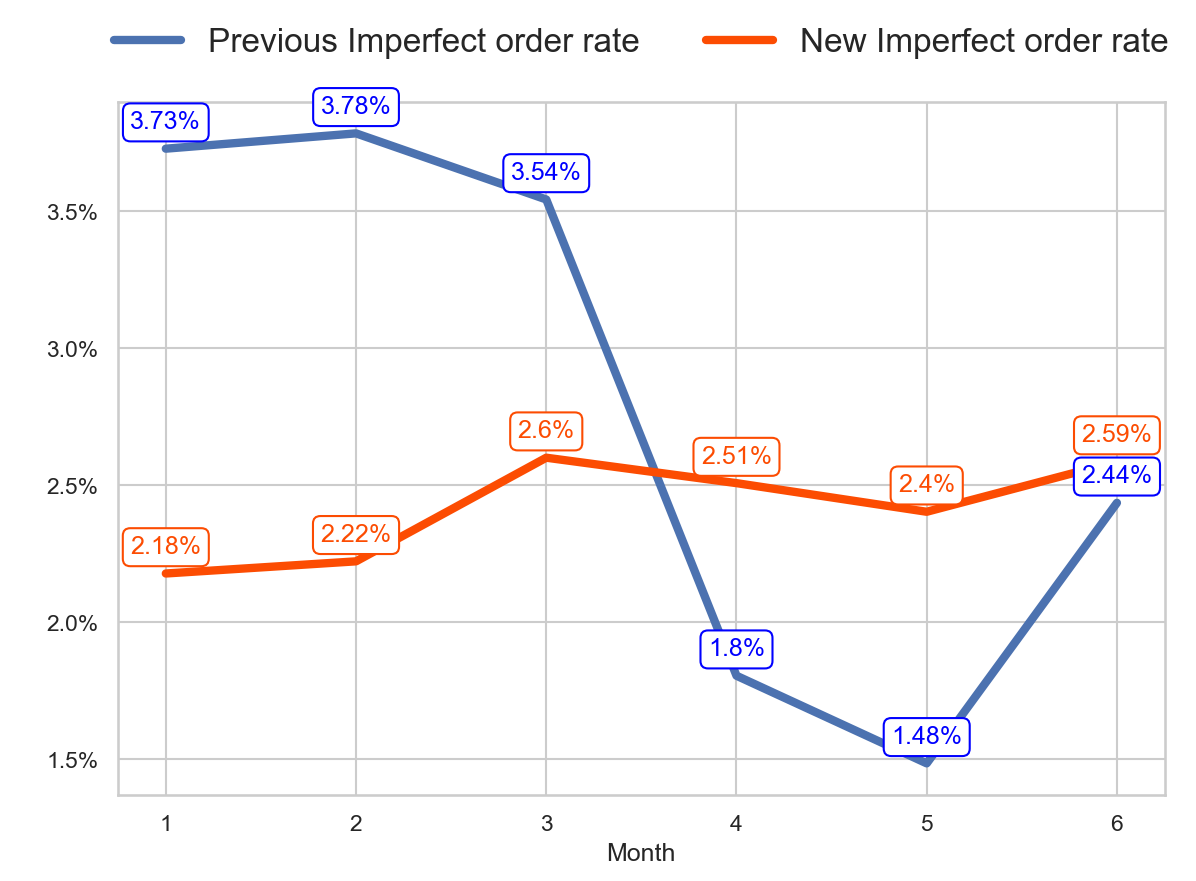 Previous Imperfect order rate New Imperfect order rate
3.73% 3.78%
3.54%
3.5%
3.0%
2.6% 2.51% 2.59%
2.5% 2.4% 2.44%
2.18% 2.22%
2.0%
1.8%
1.48%
1.5%
1 2 3 4 5 6
Month